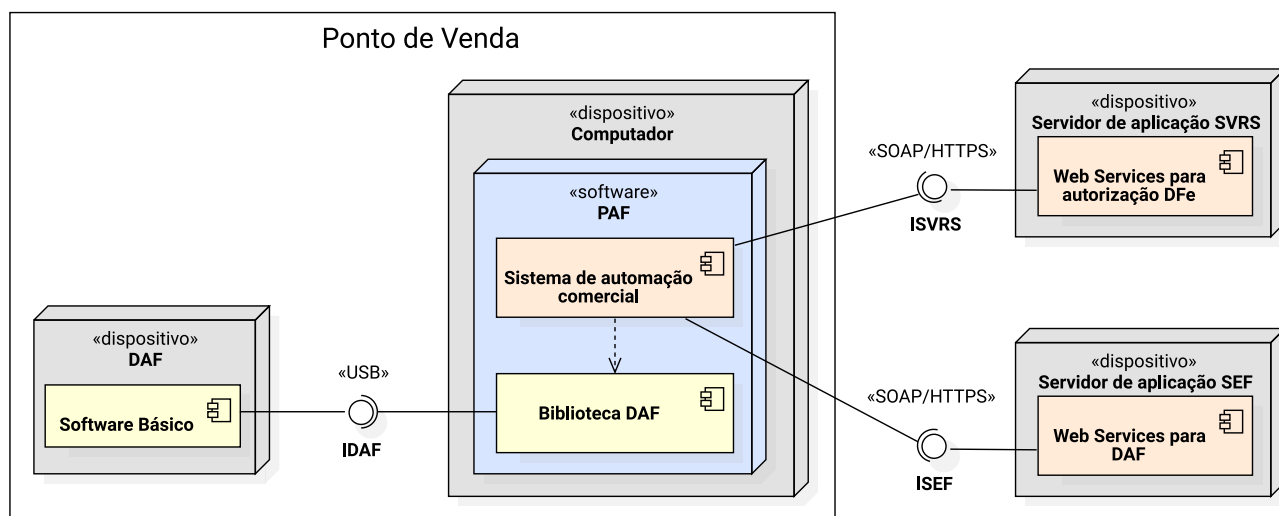 Ponto de Venda
«dispositivo»
Computador
«software»
PAF
Sistema de automação
comercial
Biblioteca DAF
«dispositivo»
DAF
Software Básico
«USB»
IDAF
«SOAP/HTTPS»
ISVRS
«dispositivo»
Servidor de aplicação SVRS
Web Services para
autorização DFe
«SOAP/HTTPS»
ISEF
«dispositivo»
Servidor de aplicação SEF
Web Services para
DAF